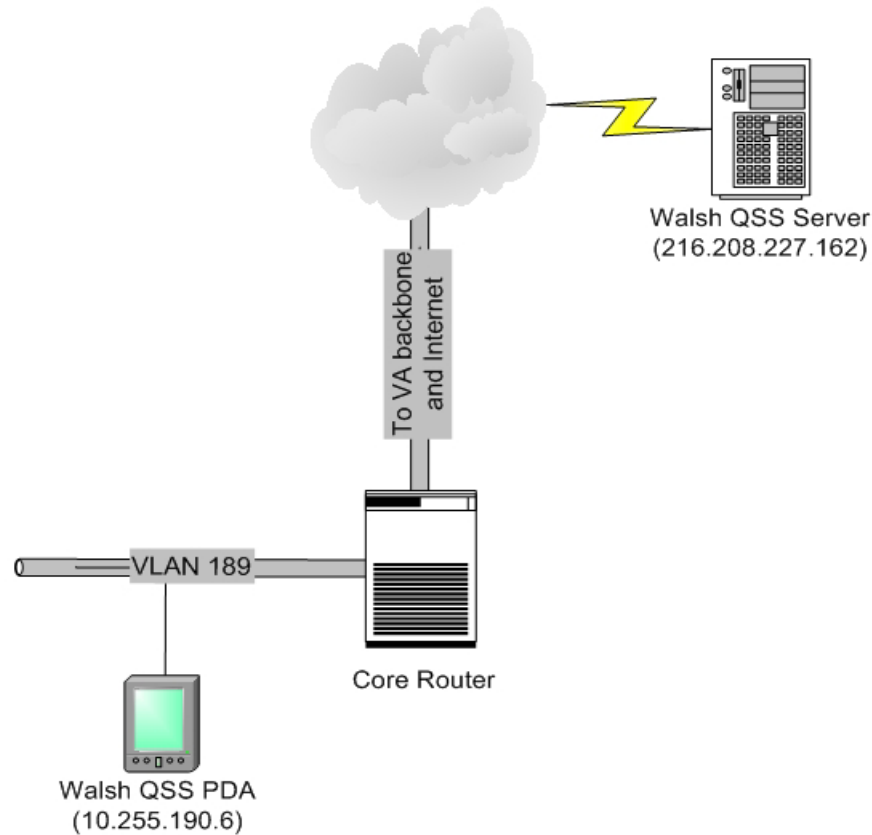 Walsh QSS Server
(216.208.227.162)
To VA backbone
and Internet
VLAN 189
Core Router
Walsh QSS PDA
(10.255.190.6)